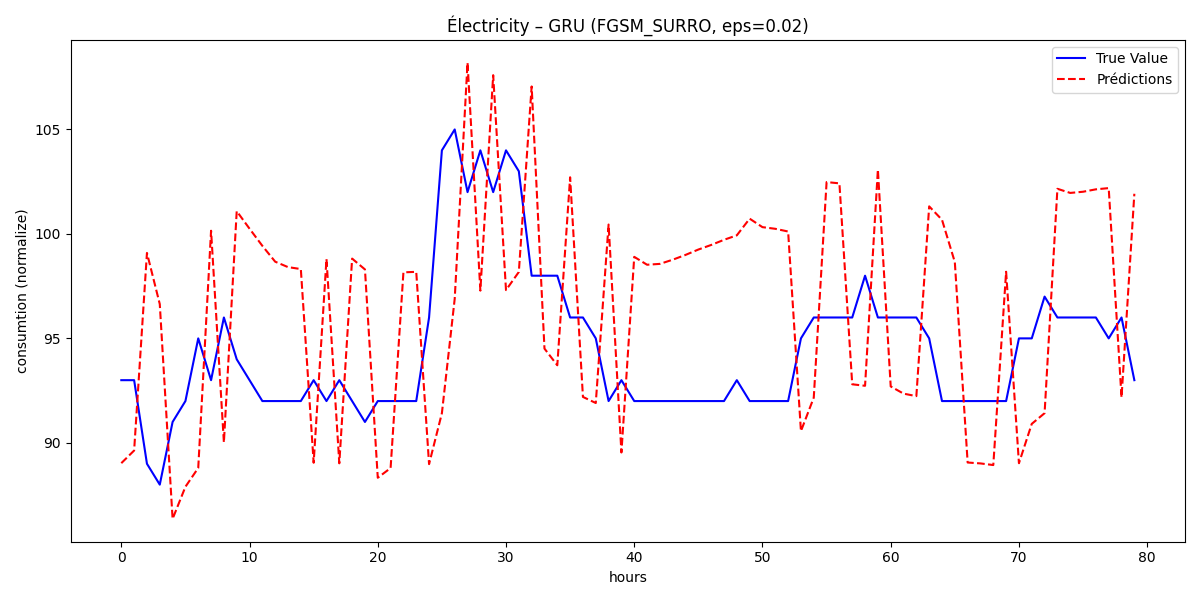 Électricity – GRU (FGSM_SURRO, eps=0.02)
True Value
Prédictions
consumtion (normalize)
105
100
95
90
0 10 20 30 40 50 60 70 80
hours